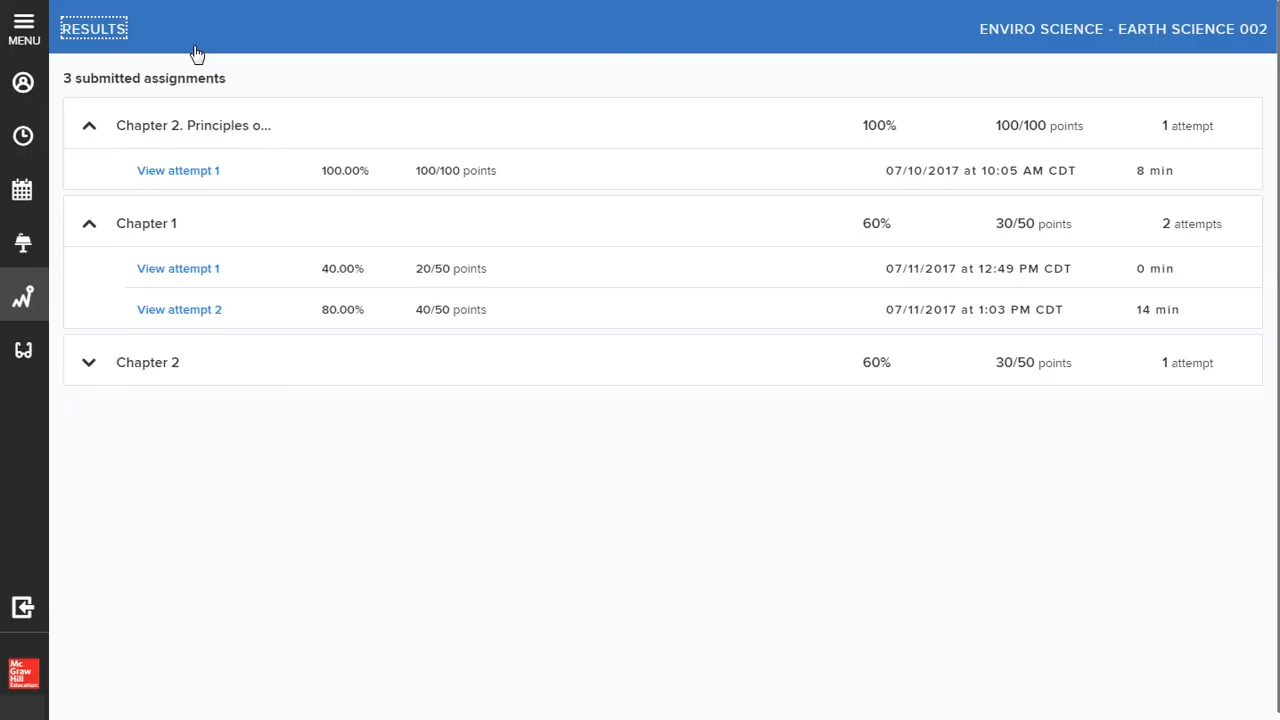 MENU
RESULTS
ENVIRO SCIENCE - EARTH SCIENCE 002
3 submitted assignments
Chapter 2. Principles o... 100% 100/100 points 1 attempt
View attempt 1 100.00% 100/100 points 07/10/2017 at 10:05 AM CDT 8 min
Chapter 1 60% 30/50 points 2 attempts
View attempt 1 40.00% 20/50 points 07/11/2017 at 12:49 PM CDT 0 min
View attempt 2 80.00% 40/50 points 07/11/2017 at 1:03 PM CDT 14 min
Chapter 2 60% 30/50 points 1 attempt
Mc
Graw
Hill
Education